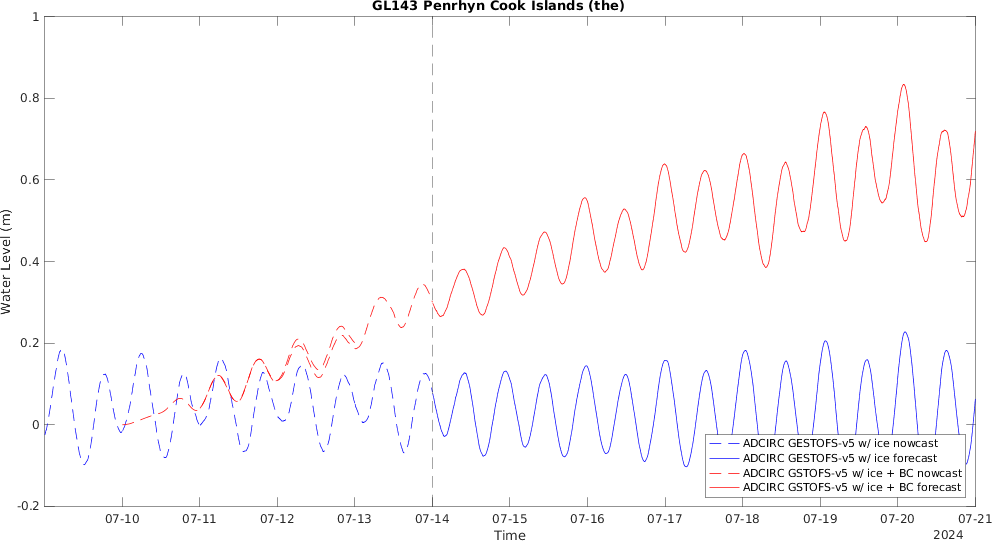 GL143 Penrhyn Cook Islands (the)
1
0.8
0.6
0.4
0.2
0
-0.2
Water Level (m)
ADCIRC GESTOFS-v5 w/ ice nowcast
ADCIRC GESTOFS-v5 w/ ice forecast
ADCIRC GSTOFS-v5 w/ ice + BC nowcast
ADCIRC GSTOFS-v5 w/ ice + BC forecast
07-10 07-11 07-12 07-13 07-14 07-15 07-16 07-17 07-18 07-19 07-20 07-21
Time
2024